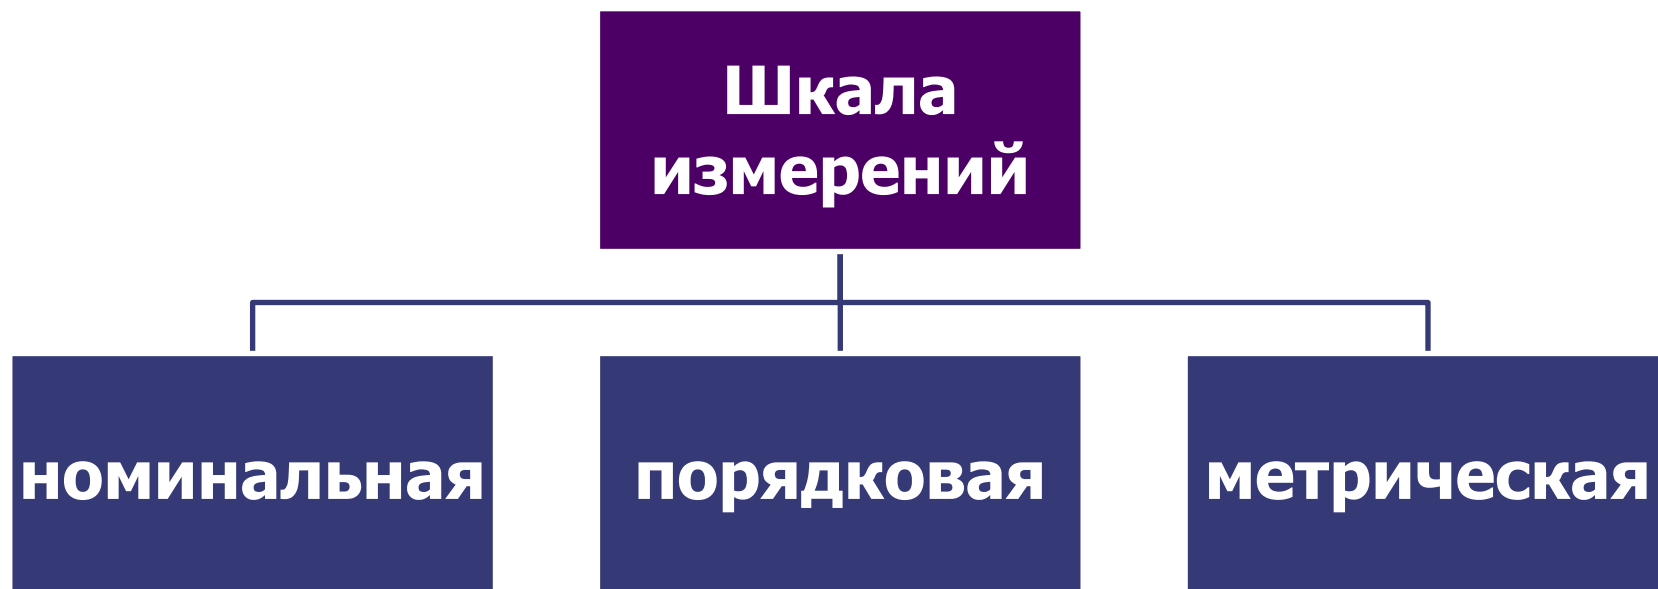 Шкала
измерений
номинальная
порядковая
метрическая